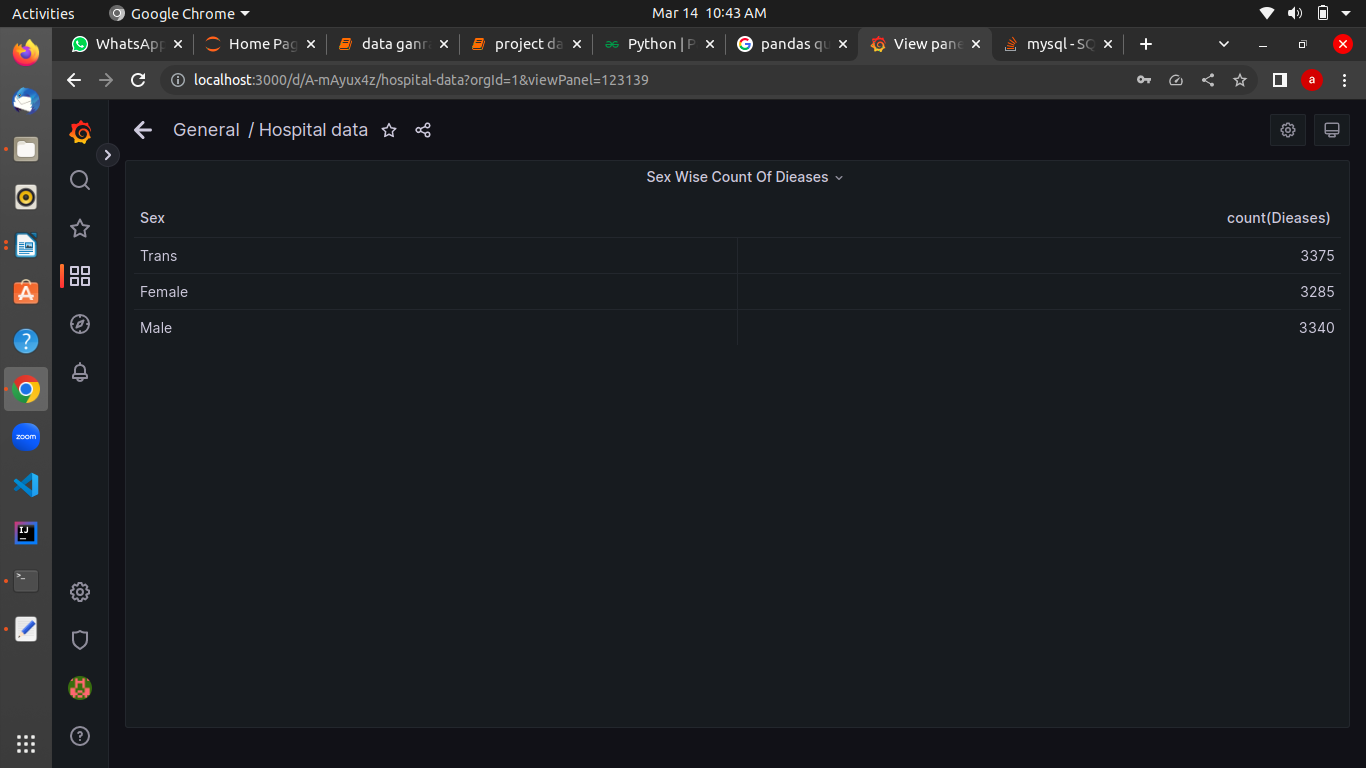 Activities Google Chrome Mar 14 10:43 AM
WhatsApp Home Pag data ganr project da Python | P pandas qu View pane mysql - SQ
localhost:3000/d/A-mAyux4z/hospital-data?orgId=1&viewPanel=123139 a
General / Hospital data
Sex Wise Count Of Dieases
Sex count(Dieases)
Trans 3375
Female 3285
Male 3340
zoom
IJ